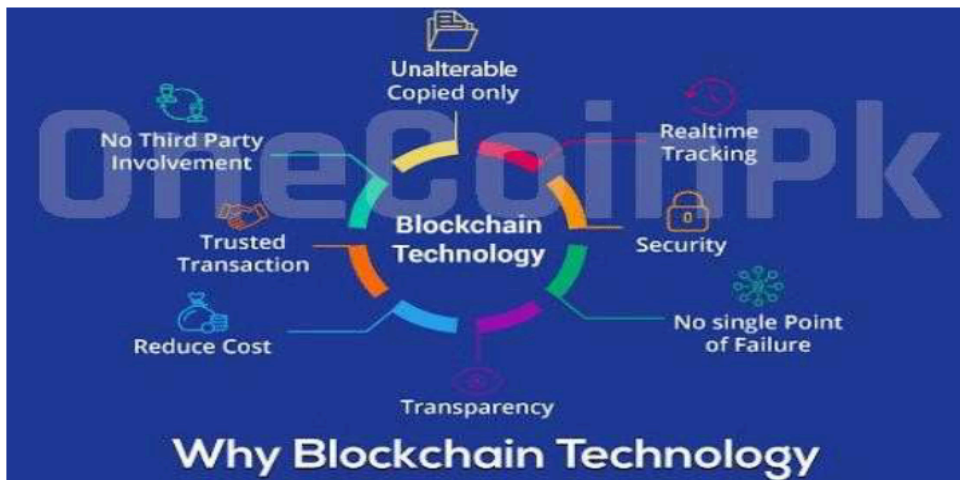 Unalterable
Copied only
No Third Party
Involvement
Realtime
Tracking
OneCoinPk
Blockchain
Technology
Trusted
Transaction
Security
Reduce Cost
No single Point
of Failure
Transparency
Why Blockchain Technology